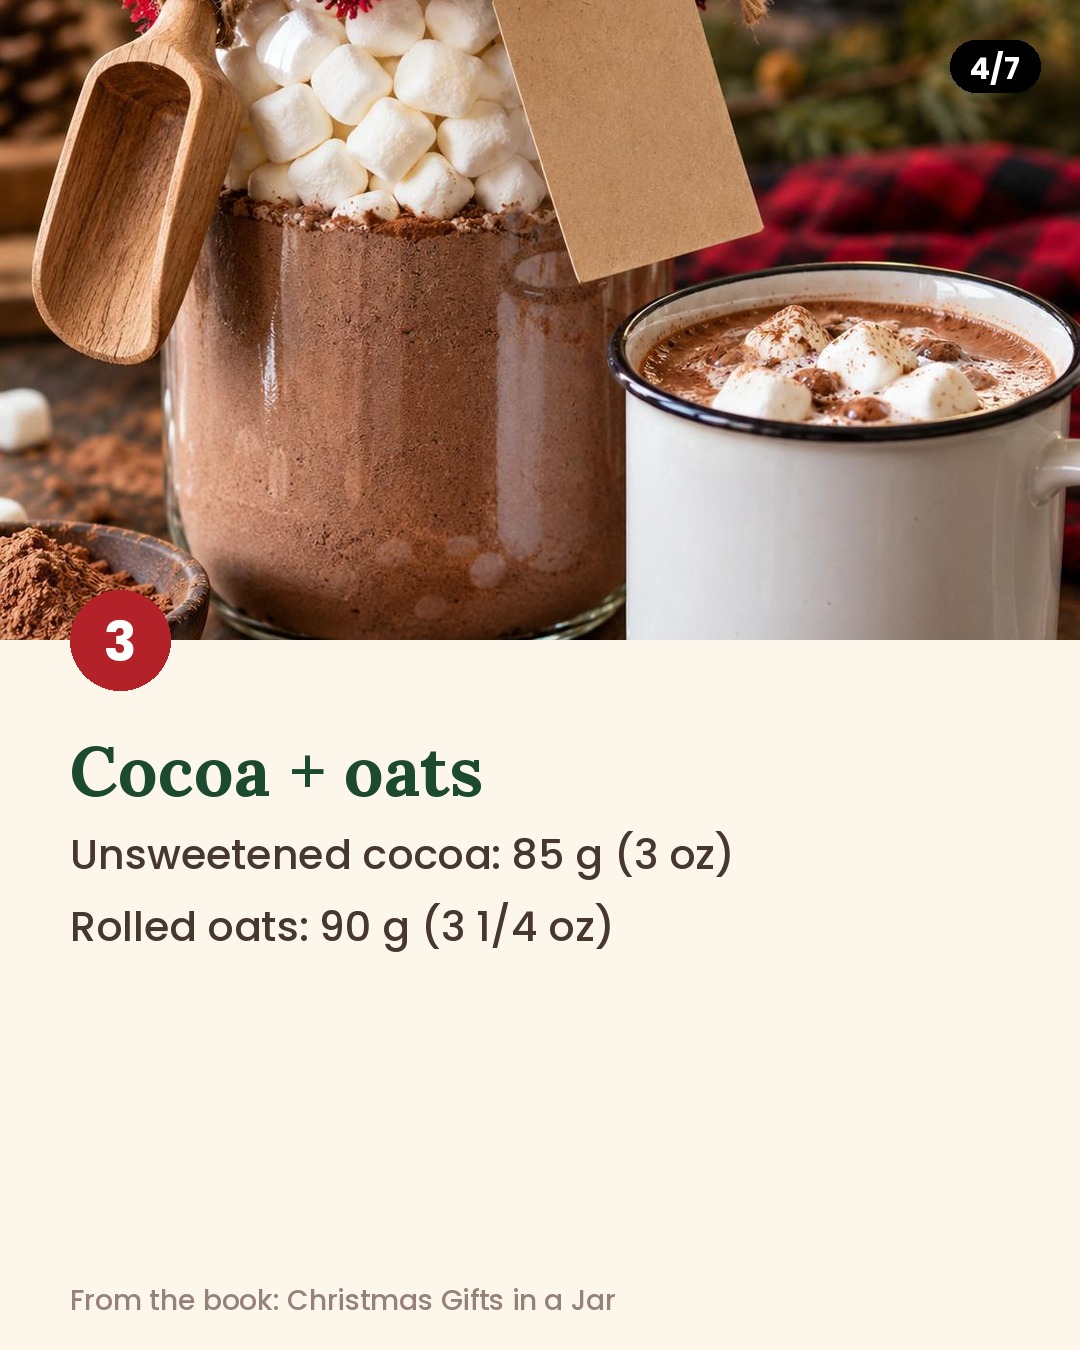 4/7
3
Cocoa + oats
Unsweetened cocoa: 85 g (3 oz)
Rolled oats: 90 g (3 1/4 oz)
From the book: Christmas Gifts in a Jar